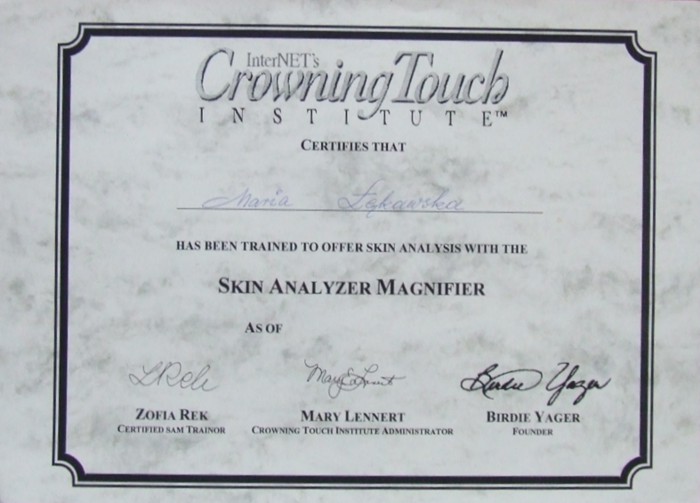 InterNET's
Crowning Touch
INSTITUTE™
CERTIFIES THAT
Maria
HAS BEEN TRAINED TO OFFER SKIN ANALYSIS WITH THE
SKIN ANALYZER MAGNIFIER
AS OF
Mary Lennert
Birdie Yager
ZOFIA REK
MARY LENNERT
BIRDIE YAGER
CERTIFIED SAM TRAINOR
CROWNING TOUCH INSTITUTE ADMINISTRATOR
FOUNDER